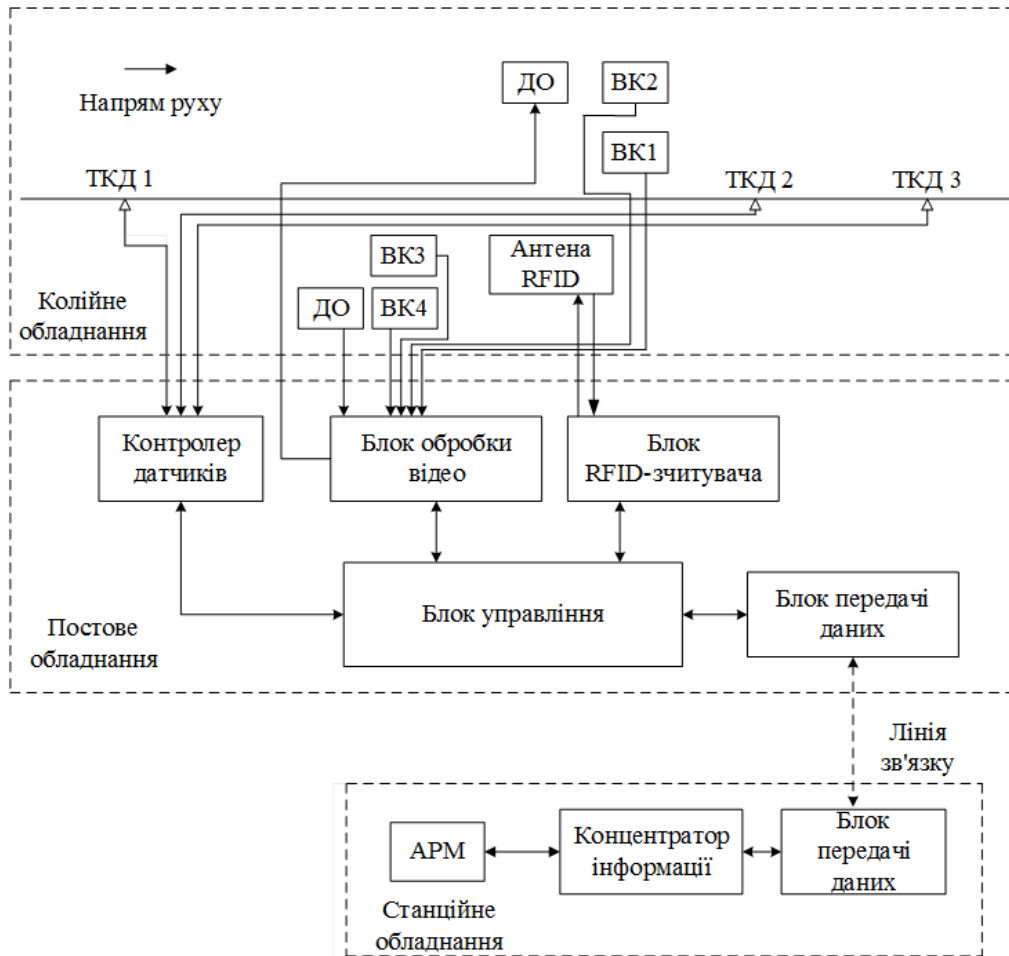 Напрям руху
ДО
ВК2
ВК1
ТКД 1
ТКД 2
ТКД 3
ВК3
Антена
RFID
ДО
ВК4
Колійне
обладнання
Контролер
датчиків
Блок обробки
відео
Блок
RFID-зчитувача
Блок управління
Блок передачі
даних
Постове
обладнання
Лінія
зв'язку
АРМ
Концентратор
інформації
Блок
передачі
даних
Станційне
обладнання